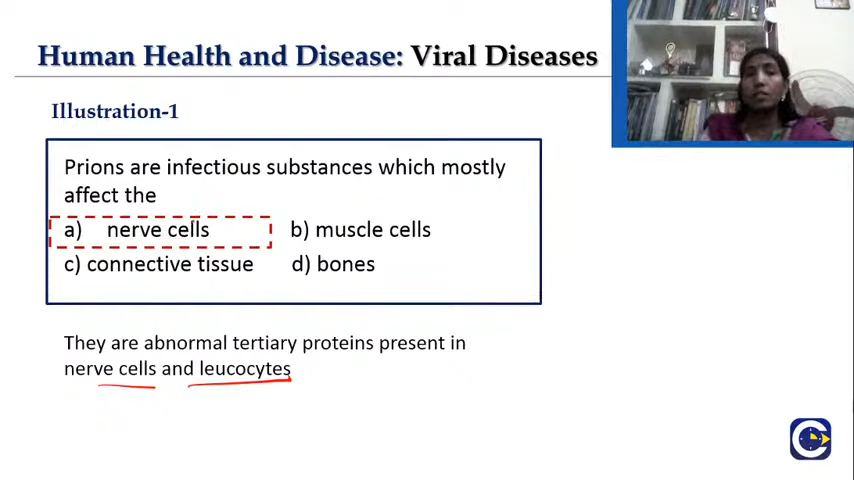 Human Health and Disease: Viral Diseases
Illustration-1
Prions are infectious substances which mostly
affect the
a) nerve cells b) muscle cells
c) connective tissue d) bones
They are abnormal tertiary proteins present in
nerve cells and leucocytes